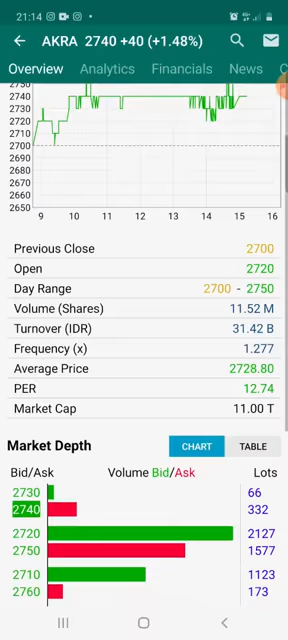 21:14
AKRA 2740 +40 (+1.48%)
Overview Analytics Financials News
2750
2740
2730
2720
2710
2700
2690
2680
2670
2660
2650
9 10 11 12 13 14 15 16
Previous Close 2700
Open 2720
Day Range 2700 - 2750
Volume (Shares) 11.52 M
Turnover (IDR) 31.42 B
Frequency (x) 1.277
Average Price 2728.80
PER 12.74
Market Cap 11.00 T
Market Depth CHART TABLE
Bid/Ask Volume Bid/Ask Lots
2730 66
2740 332
2720 2127
2750 1577
2710 1123
2760 173